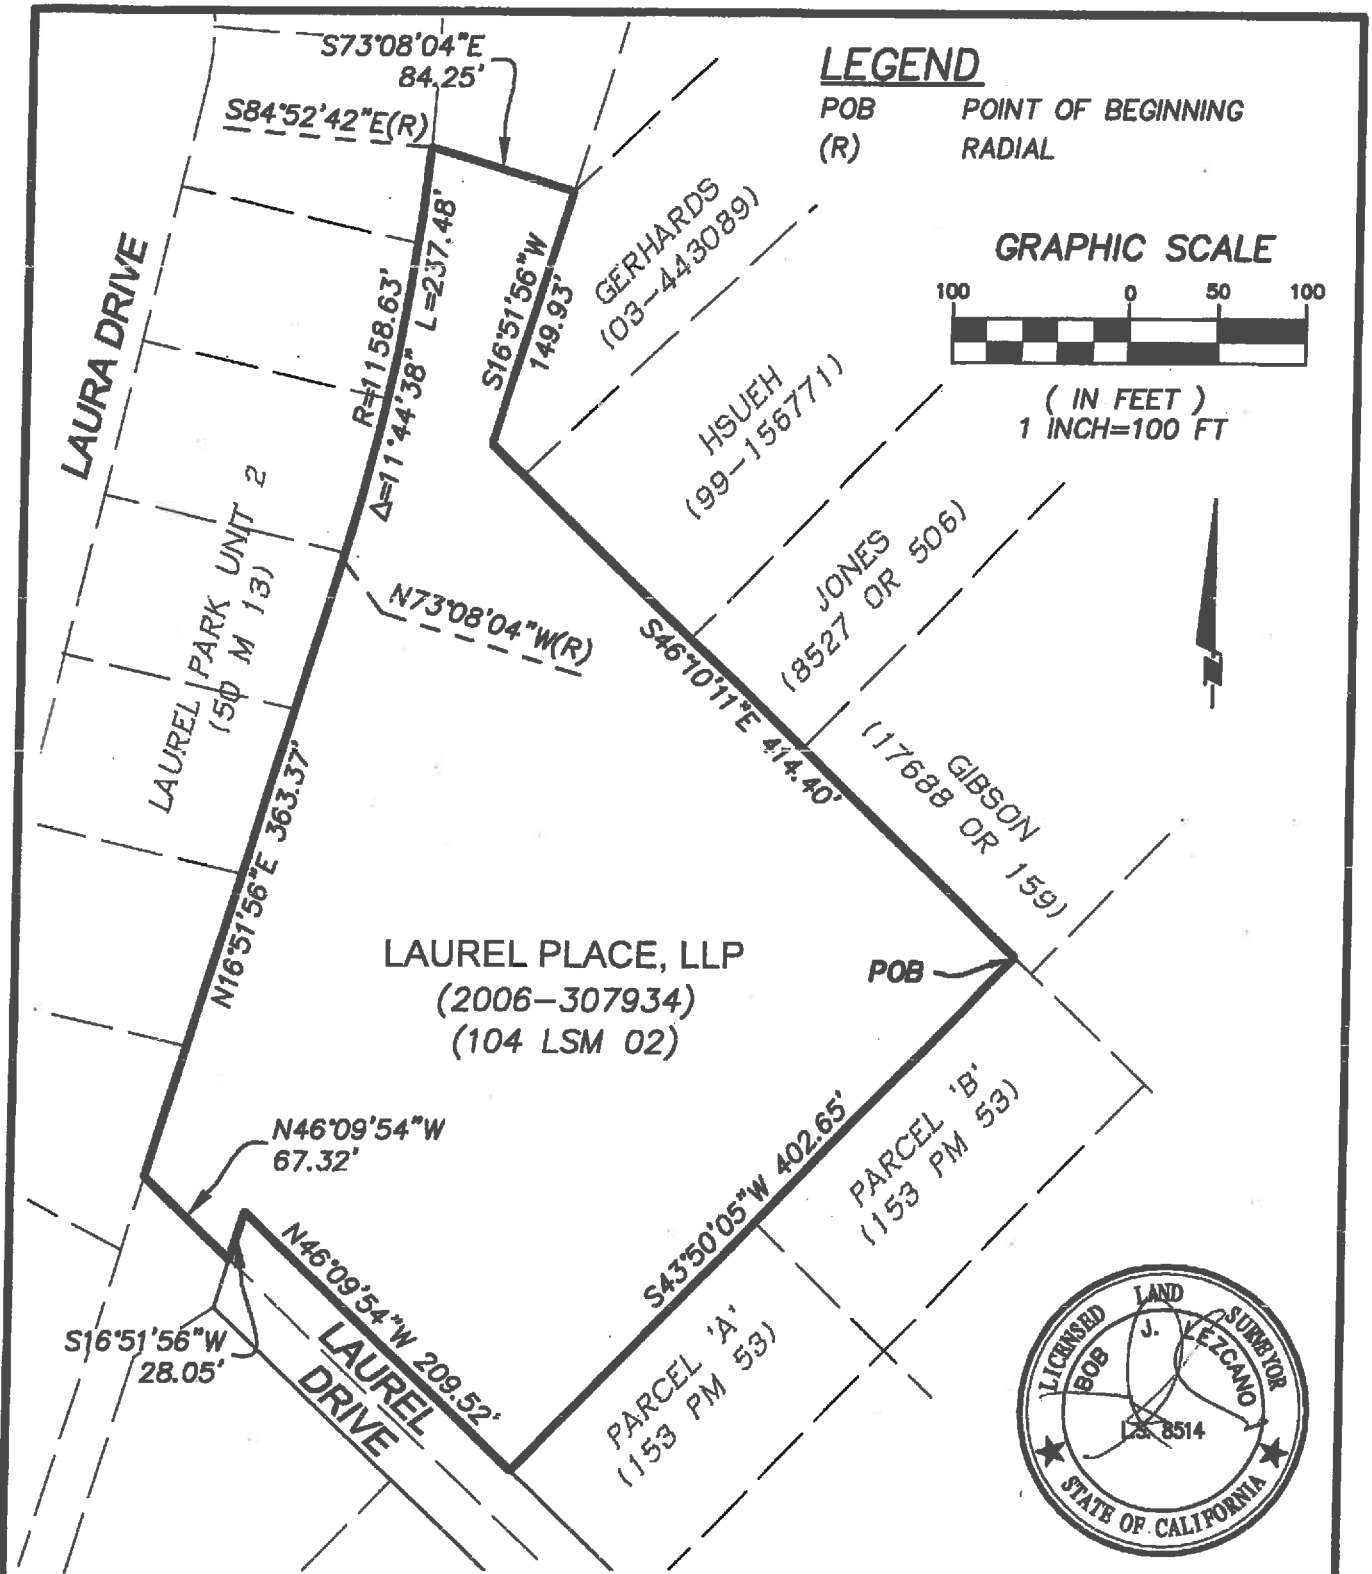 S73°08'04"E
84.25'
S84°52'42"E(R)
LEGEND
POB POINT OF BEGINNING
(R) RADIAL
GRAPHIC SCALE
100 0 50 100
( IN FEET )
1 INCH=100 FT
LAURA DRIVE
R=1158.63'
Δ=11°44'38" L=237.48'
S16°51'56"W
149.93'
GERHARDS
(03-443089)
HSUEH
(99-156771)
JONES
(8527 OR 506)
GIBSON
(17688 OR 159)
LAUREL PARK UNIT 2
(50 M 13)
N73°08'04"W(R)
S46°10'11"E 414.40'
N16°51'56"E 363.37'
LAUREL PLACE, LLP
(2006-307934)
(104 LSM 02)
POB
N46°09'54"W
67.32'
PARCEL 'B'
(153 PM 53)
S43°50'05"W 402.65'
N46°09'54"W 209.52'
S16°51'56"W
28.05'
LAUREL
DRIVE
PARCEL 'A'
(153 PM 53)
LICENSED LAND SURVEYOR
BOB J. LEZCANO
L.S. 8514
STATE OF CALIFORNIA